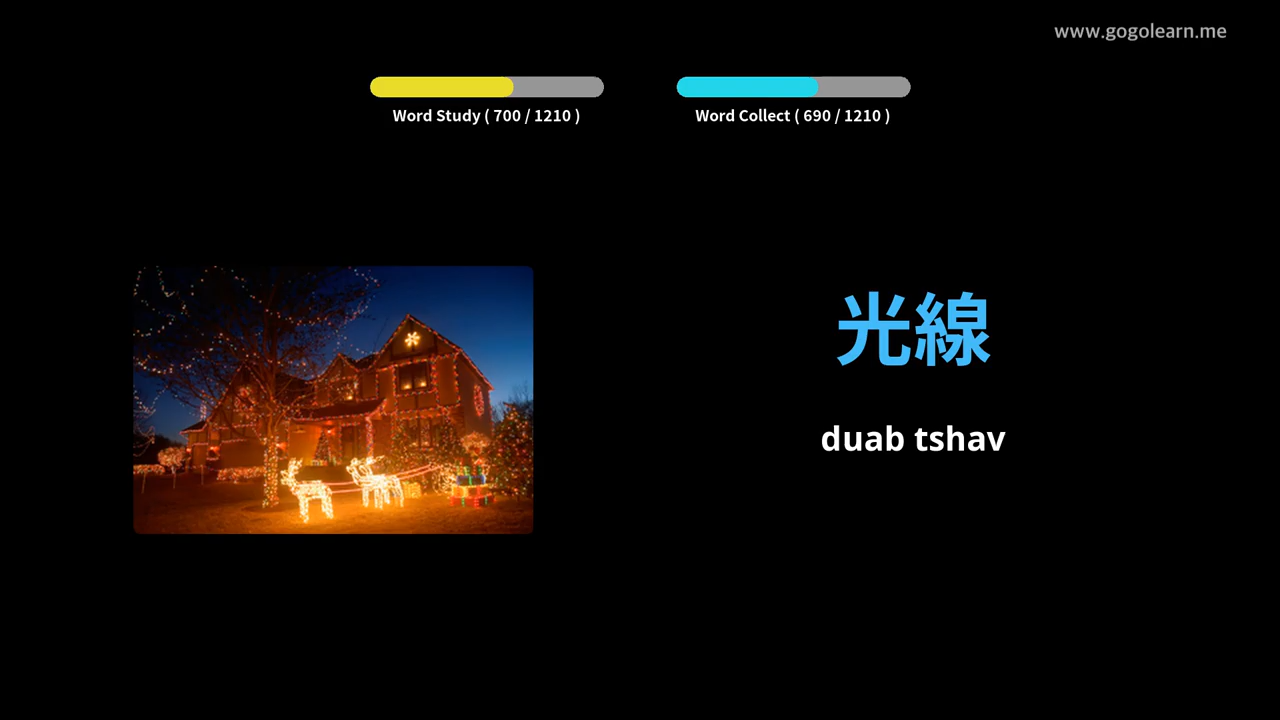 www.gogolearn.me
Word Study ( 700 / 1210 )
Word Collect ( 690 / 1210 )
光線
duab tshav